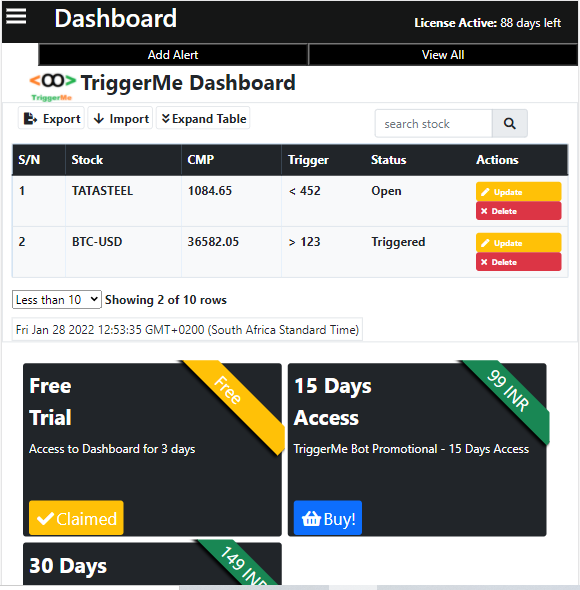 Dashboard
License Active: 88 days left
Add Alert View All
TriggerMe
TriggerMe Dashboard
Export Import Expand Table
search stock
S/N Stock CMP Trigger Status Actions
1 TATASTEEL 1084.65 < 452 Open Update
Delete
2 BTC-USD 36582.05 > 123 Triggered Update
Delete
Less than 10 Showing 2 of 10 rows
Fri Jan 28 2022 12:53:35 GMT+0200 (South Africa Standard Time)
Free
Trial
Free
Access to Dashboard for 3 days
Claimed
15 Days
Access
99 INR
TriggerMe Bot Promotional - 15 Days Access
Buy!
30 Days
149 INR